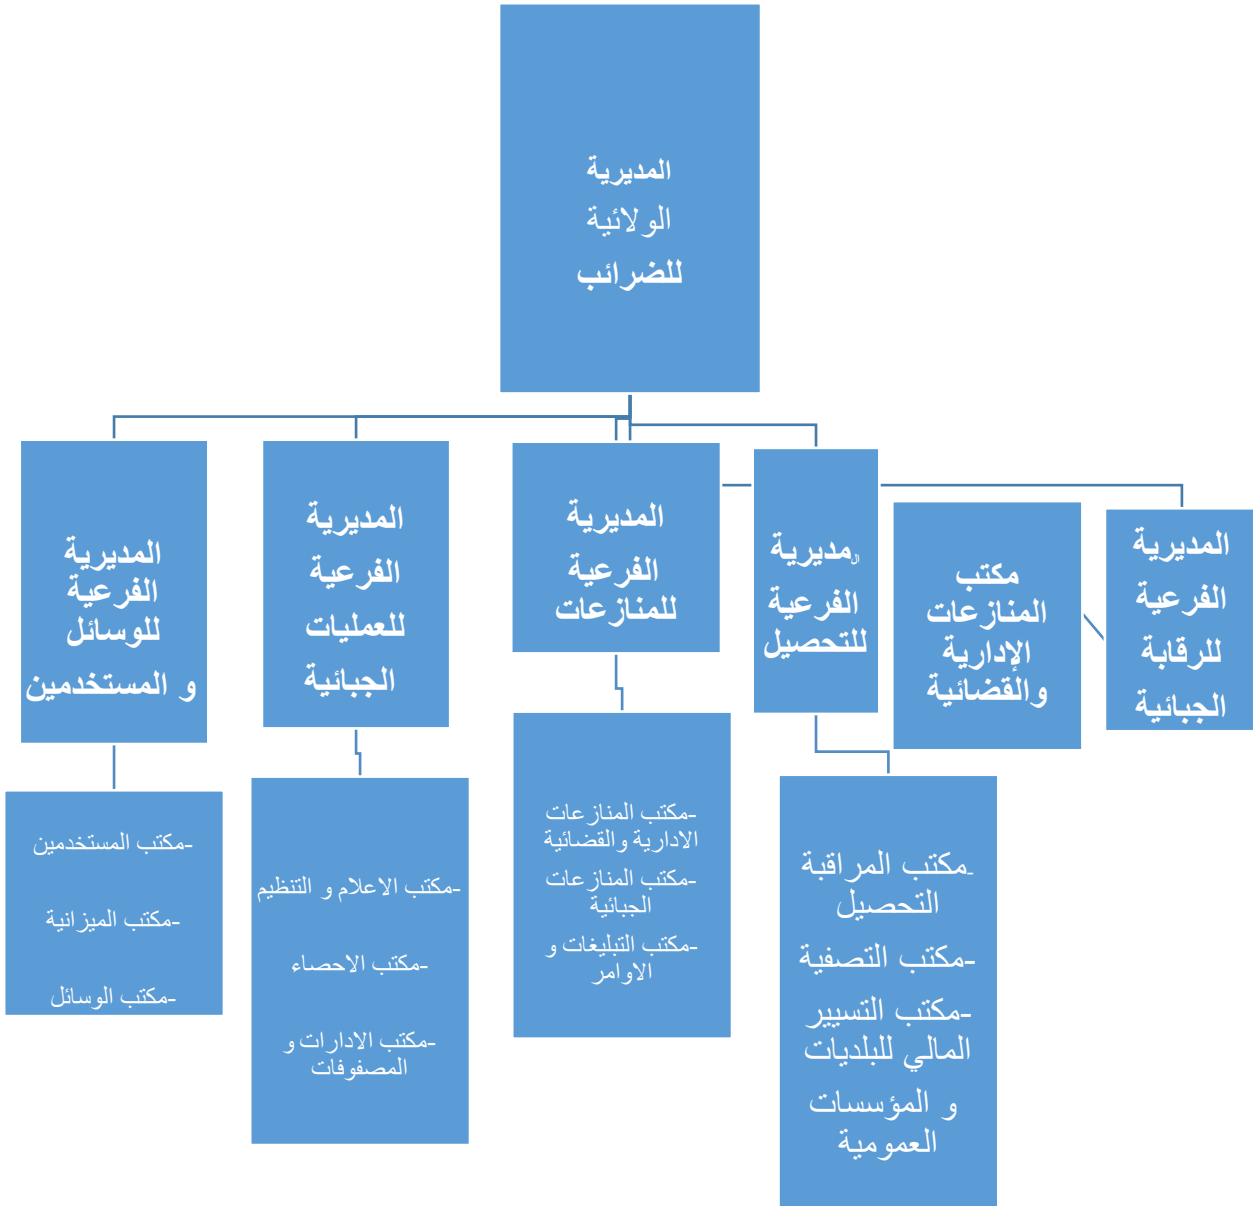 المديرية
الولائية
للضرائب
المديرية
الفرعية
للرقابة
الجبائية
مكتب
المنازعات
الإدارية
والقضائية
المديرية
الفرعية
للتحصيل
المديرية
الفرعية
للمنازعات
المديرية
الفرعية
للعمليات
الجبائية
المديرية
الفرعية
للوسائل
و المستخدمين
-مكتب المراقبة
التحصيل
-مكتب التصفية
-مكتب التسيير
المالي للبلديات
و المؤسسات
العمومية
-مكتب المنازعات
الادارية والقضائية
-مكتب المنازعات
الجبائية
-مكتب التبليغات و
الاوامر
-مكتب الاعلام و التنظيم
-مكتب الاحصاء
-مكتب الادارات و
المصفوفات
-مكتب المستخدمين
-مكتب الميزانية
-مكتب الوسائل